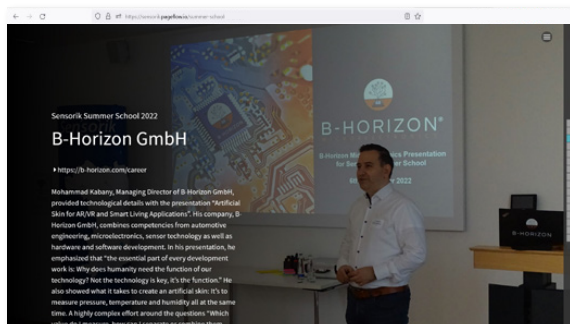 https://sensorik.pageflow.io/summer-school
B-HORIZON®
Sensorik Summer School 2022
B-Horizon GmbH
https://b-horizon.com/career
Mohammad Kabany, Managing Director of B-Horizon GmbH,
provided technological details with the presentation "Artificial
Skin for AR/VR and Smart Living Applications". His company, B-
Horizon GmbH, combines competencies from automotive
engineering, microelectronics, sensor technology as well as
hardware and software development. In his presentation, he
emphasized that "the essential part of every development
work is: Why does humanity need the function of our
technology? Not the technology is key, it's the function." He
also showed what it takes to create an artificial skin: It's to
measure pressure, temperature and humidity all at the same
time. A highly complex effort around the questions "Which
B-HORIZON